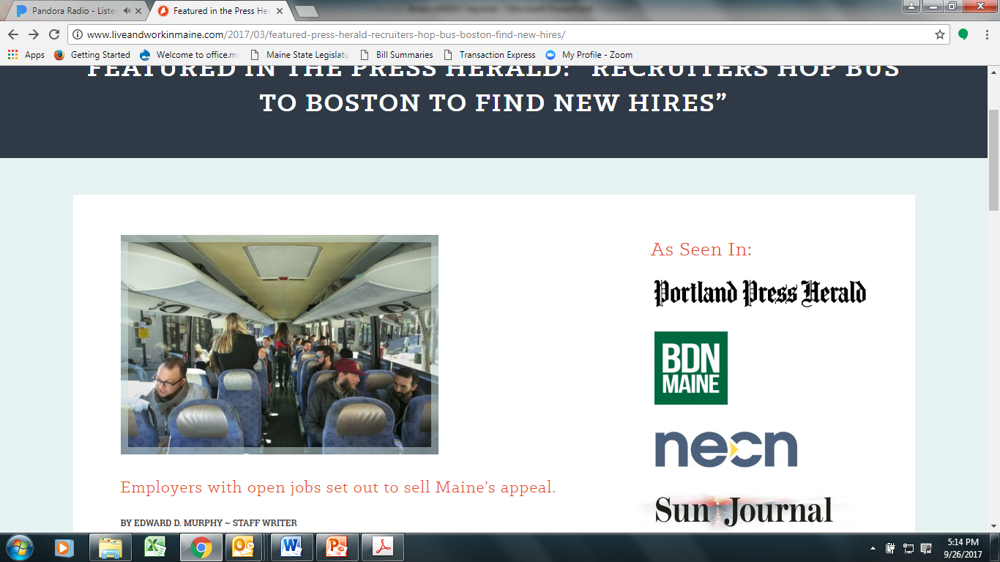 Pandora Radio - Liste
Featured in the Press He
www.liveandworkinmaine.com/2017/03/featured-press-herald-recruiters-hop-bus-boston-find-new-hires/
Apps
Getting Started
Welcome to office.m
Maine State Legislatu
Bill Summaries
Transaction Express
My Profile - Zoom
FEATURED IN THE PRESS HERALD: "RECRUITERS HOP BUS
TO BOSTON TO FIND NEW HIRES”
As Seen In:
Portland Press Herald
BDN
MAINE
necn
Sun Journal
Employers with open jobs set out to sell Maine’s appeal.
BY EDWARD D. MURPHY ~ STAFF WRITER
5:14 PM
9/26/2017